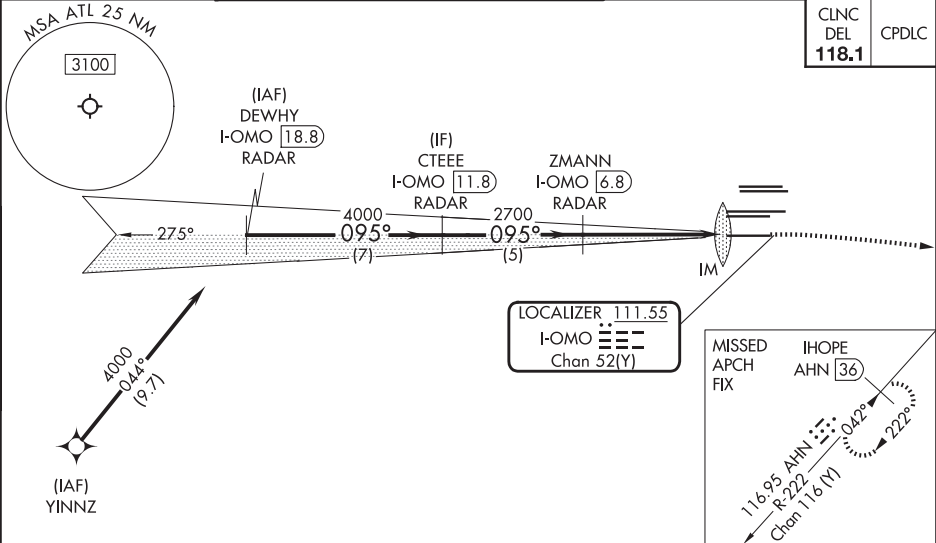 MSA ATL 25 NM
3100
CLNC
DEL
118.1
CPDLC
(IAF)
DEWHY
I-OMO 18.8
RADAR
(IF)
CTEEE
I-OMO 11.8
RADAR
ZMANN
I-OMO 6.8
RADAR
275°
4000
095°
(7)
2700
095°
(5)
IM
LOCALIZER 111.55
I-OMO
Chan 52(Y)
4000
044°
(9.7)
(IAF)
YINNZ
MISSED
APCH
FIX
IHOPE
AHN 36
042°
222°
116.95 AHN
R-222
Chan 116 (Y)